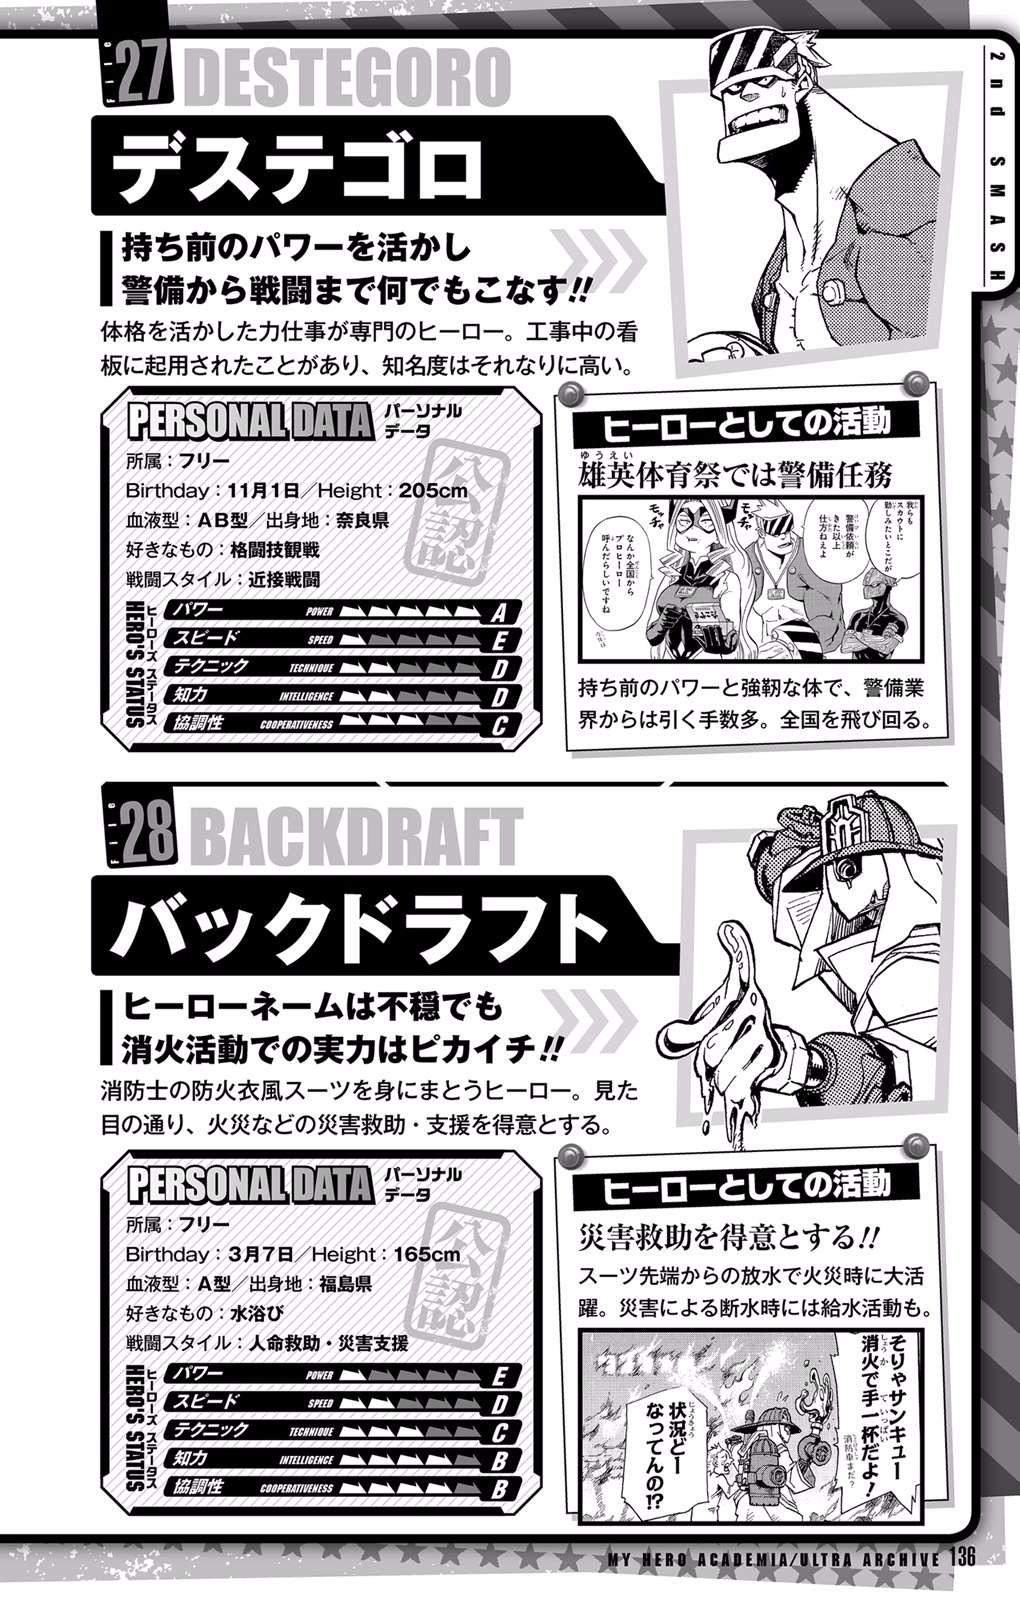 2nd SMASH
File 27
DESTEGORO
デステゴロ
持ち前のパワーを活かし
警備から戦闘まで何でもこなす!!
体格を活かした力仕事が専門のヒーロー。工事中の看
板に起用されたことがあり、知名度はそれなりに高い。
PERSONAL DATA パーソナル
データ
公認
所属：フリー
Birthday：11月1日／Height：205cm
血液型：AB型／出身地：奈良県
好きなもの：格闘技観戦
戦闘スタイル：近接戦闘
ヒーローズ ステータス
HERO'S STATUS
パワー POWER A
スピード SPEED E
テクニック TECHNIQUE D
知力 INTELLIGENCE D
協調性 COOPERATIVENESS C
ヒーローとしての活動
ゆうえい
雄英体育祭では警備任務
我らも
スカウトに
勤しみたいとこだが
警備依頼が
きた以上
仕方ねえよ
モッチャ
モッチャ
なんか全国から
プロヒーロー
呼んだらしいですね
持ち前のパワーと強靭な体で、警備業
界からは引く手数多。全国を飛び回る。
File 28
BACKDRAFT
バックドラフト
ヒーローネームは不穏でも
消火活動での実力はピカイチ!!
消防士の防火衣風スーツを身にまとうヒーロー。見た
目の通り、火災などの災害救助・支援を得意とする。
PERSONAL DATA パーソナル
データ
公認
所属：フリー
Birthday：3月7日／Height：165cm
血液型：A型／出身地：福島県
好きなもの：水浴び
戦闘スタイル：人命救助・災害支援
ヒーローズ ステータス
HERO'S STATUS
パワー POWER E
スピード SPEED D
テクニック TECHNIQUE C
知力 INTELLIGENCE B
協調性 COOPERATIVENESS B
ヒーローとしての活動
災害救助を得意とする!!
スーツ先端からの放水で火災時に大活
躍。災害による断水時には給水活動も。
そりゃサンキュー
消火で手一杯だよ！
消防車まだ？
状況どー
なってんの!?
MY HERO ACADEMIA/ULTRA ARCHIVE 136